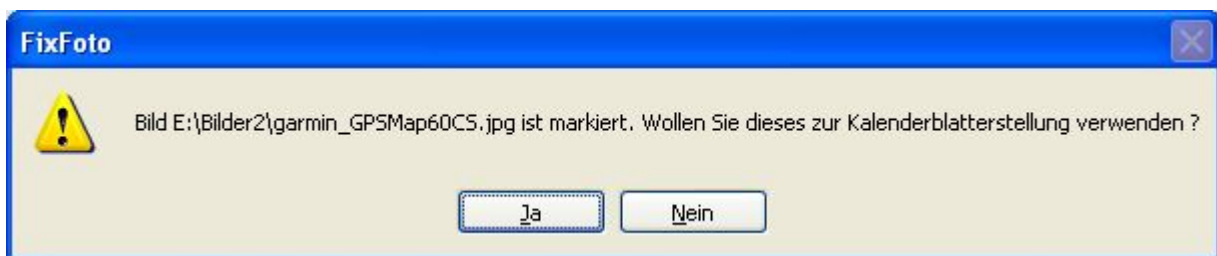 FixFoto
Bild E:\Bilder2\garmin_GPSMap60CS.jpg ist markiert. Wollen Sie dieses zur Kalenderblatterstellung verwenden ?
Ja
Nein